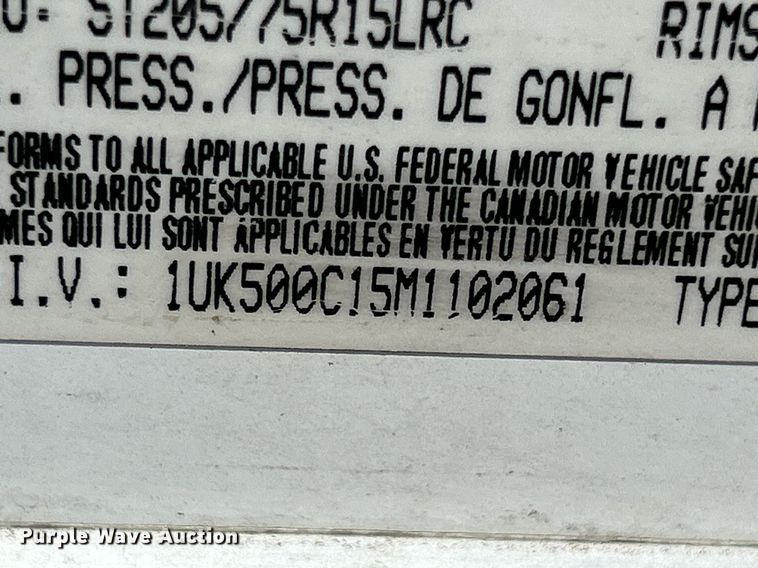 U- ST205/75R15LRC RIMS
. PRESS./PRESS. DE GONFL. A
FORMS TO ALL APPLICABLE U.S. FEDERAL MOTOR VEHICLE SAF
STANDARDS PRESCRIBED UNDER THE CANADIAN MOTOR VEHI
MES QUI LUI SONT APPLICABLES EN VERTU DU REGLEMENT SUR
I.V.: 1UK500C15M1102061 TYPE
Purple Wave Auction